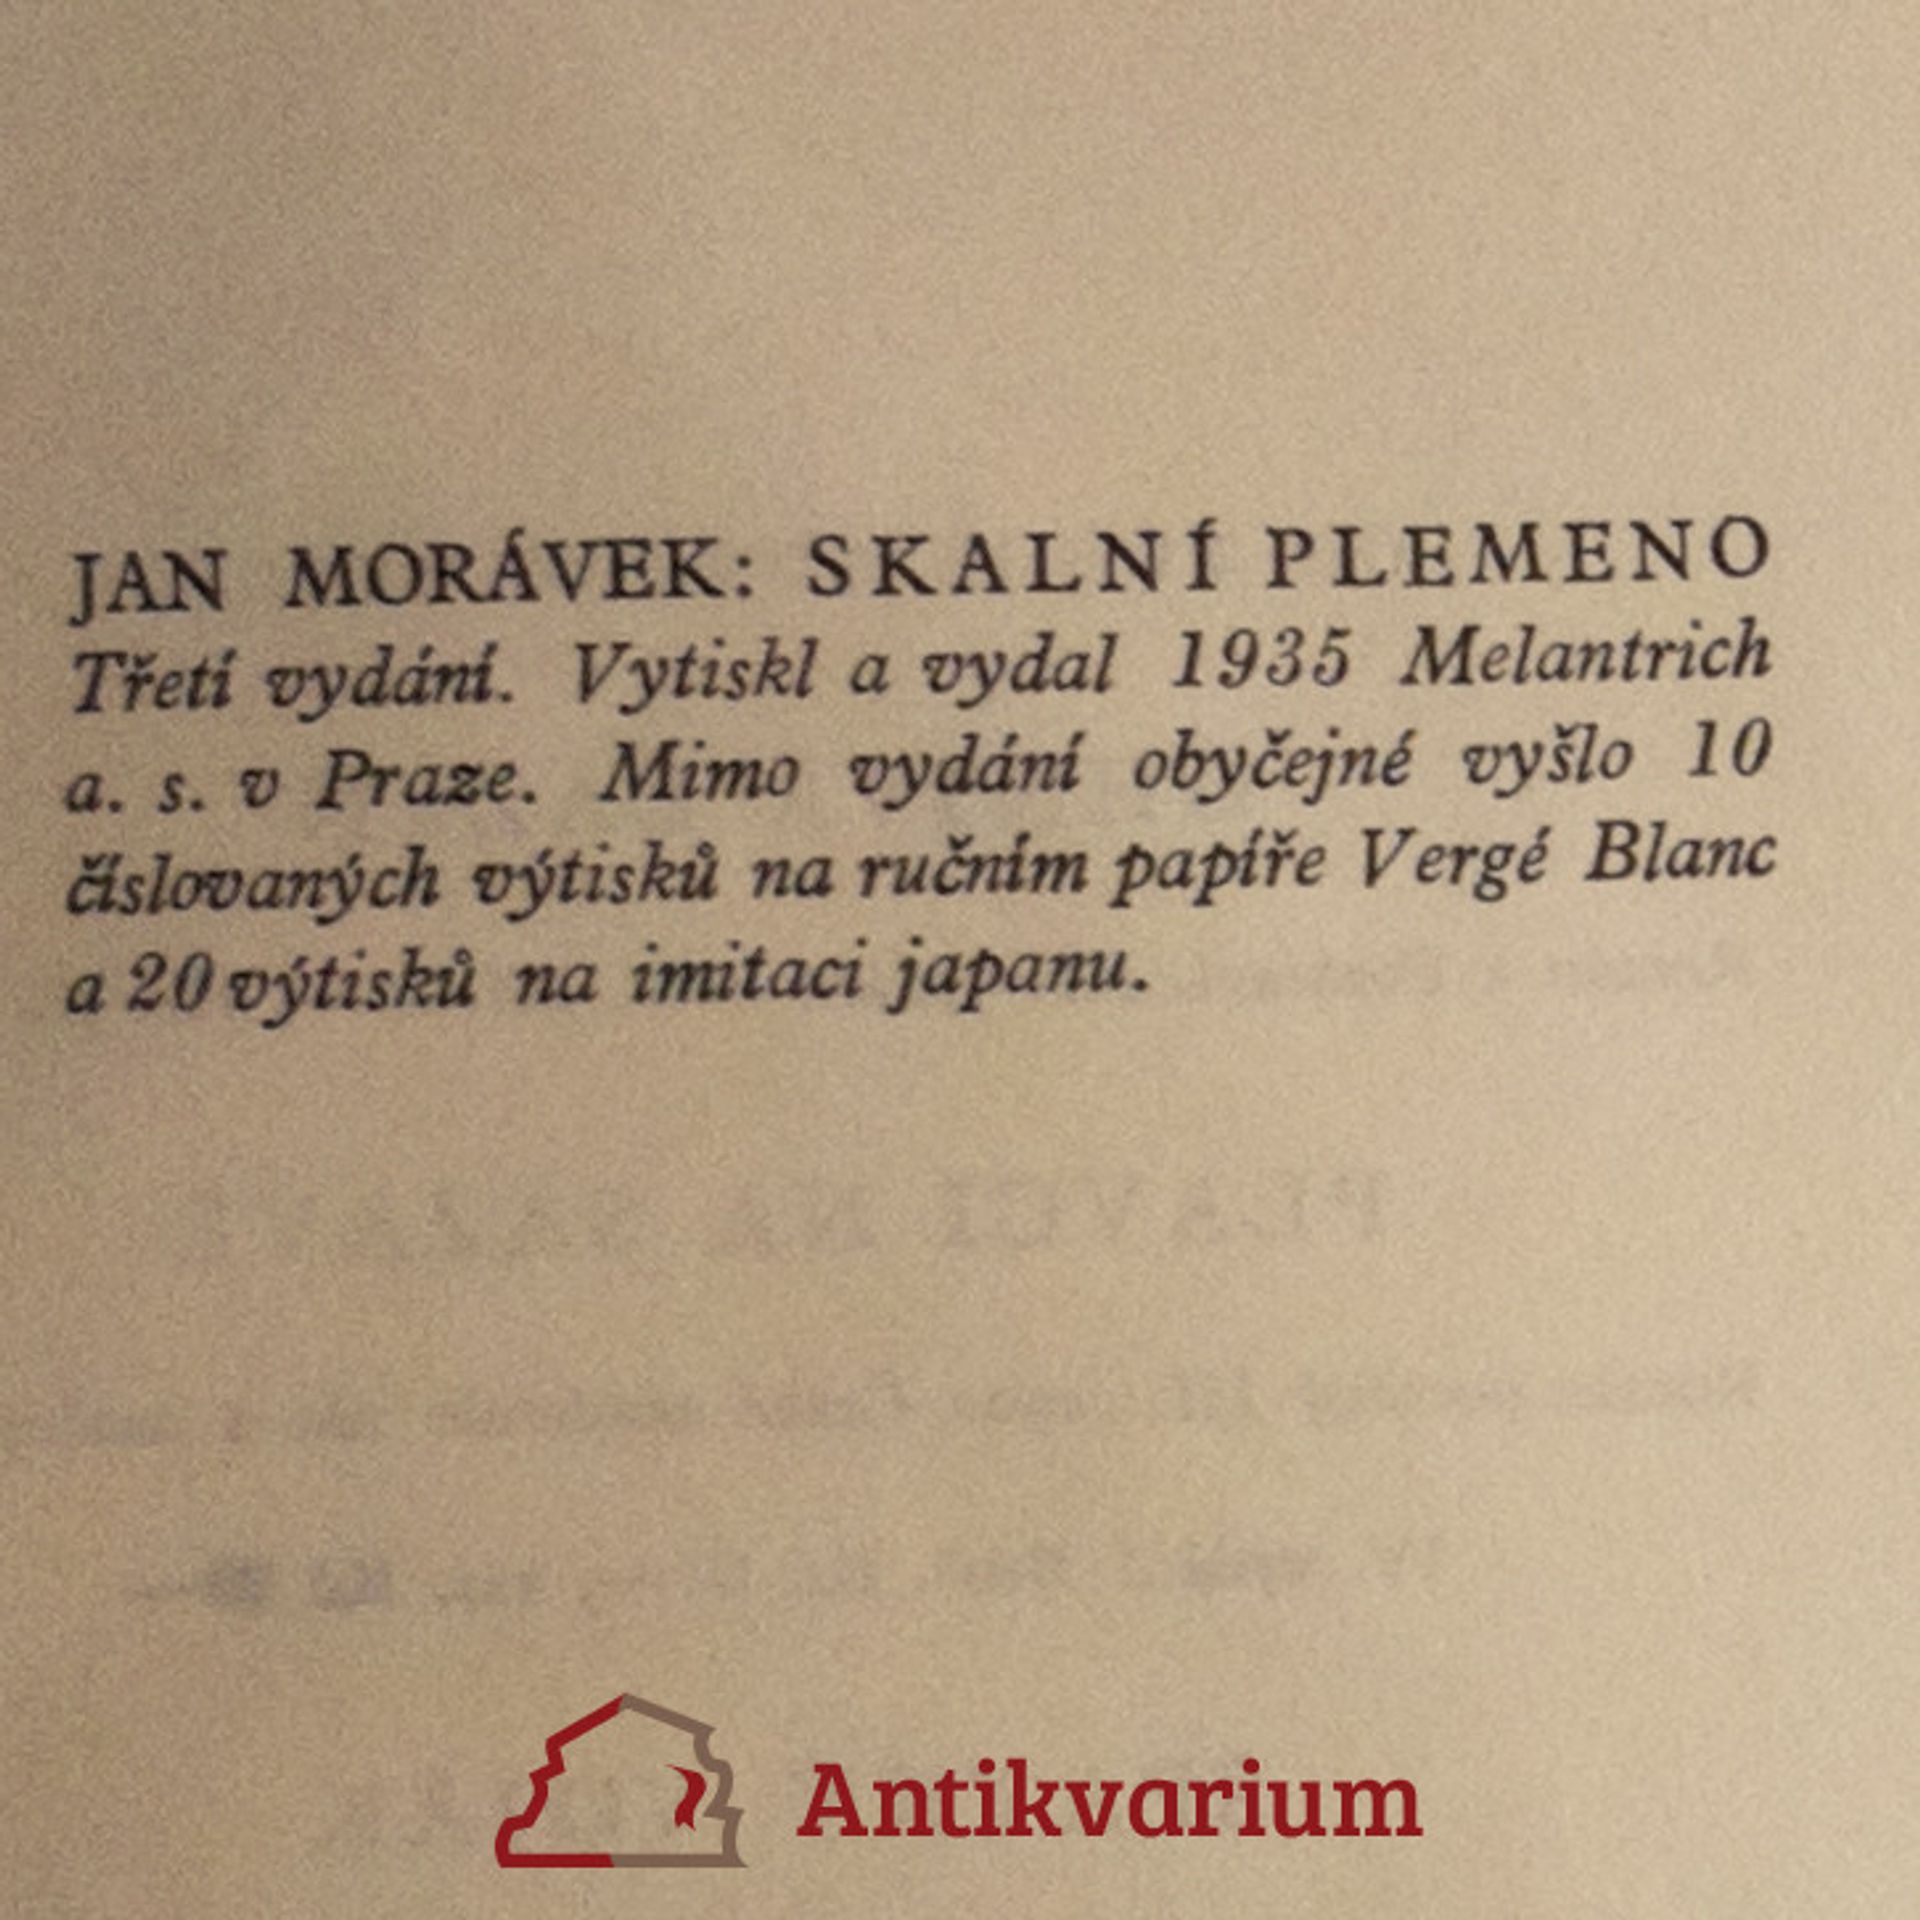 JAN MORÁVEK: SKALNÍ PLEMENO
Třetí vydání. Vytiskl a vydal 1935 Melantrich
a. s. v Praze. Mimo vydání obyčejné vyšlo 10
číslovaných výtisků na ručním papíře Vergé Blanc
a 20 výtisků na imitaci japanu.
Antikvarium